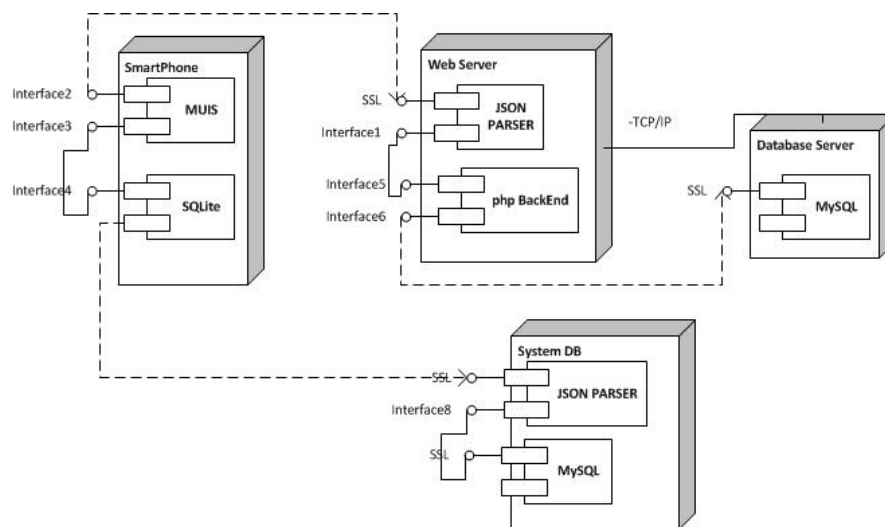 SmartPhone
Interface2
MUIS
Interface3
Interface4
SQLite
Web Server
SSL
JSON
PARSER
Interface1
Interface5
php BackEnd
Interface6
-TCP/IP
Database Server
SSL
MySQL
System DB
SSL
JSON PARSER
Interface8
SSL
MySQL